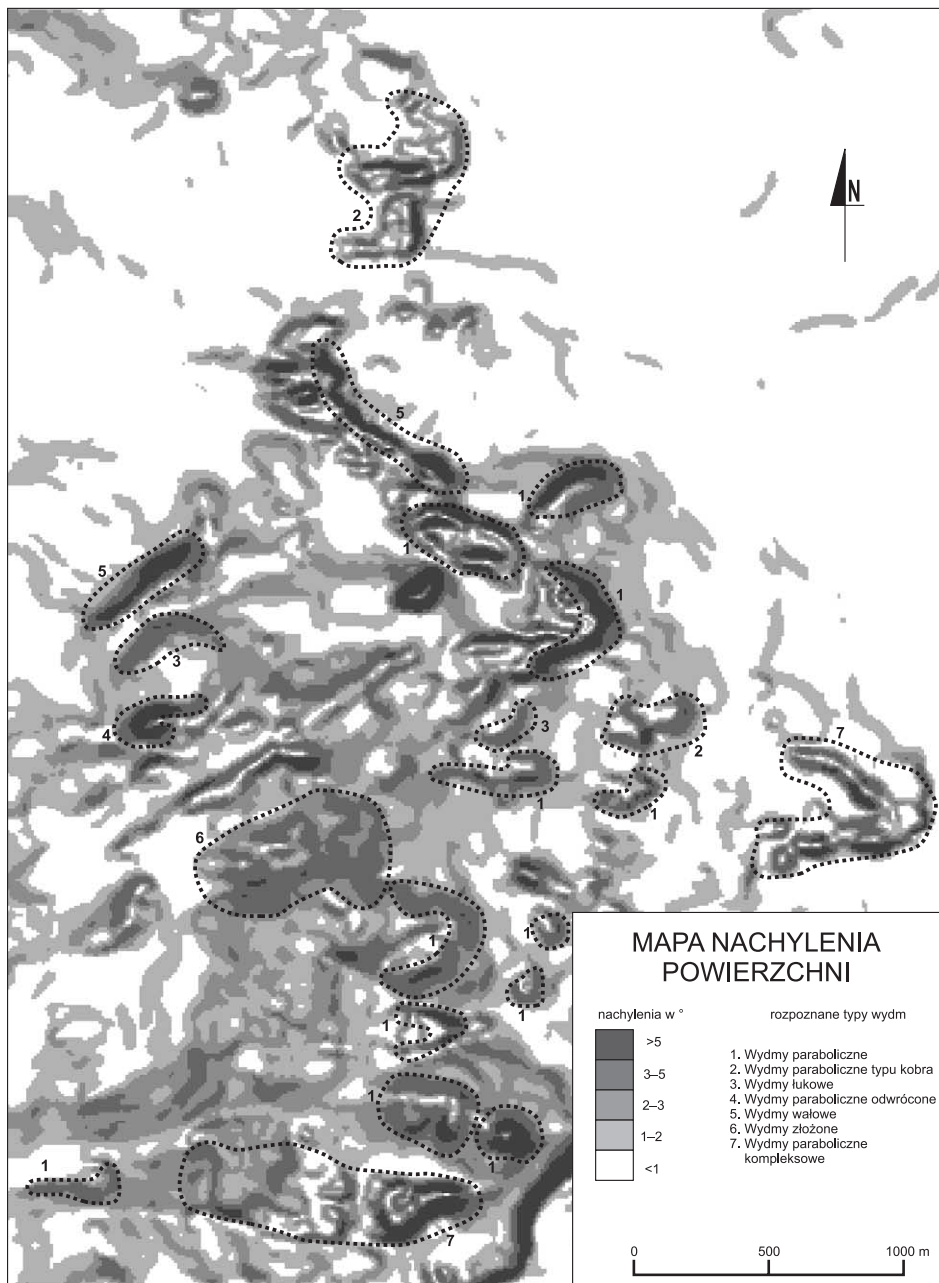 N
2
5
1
1
5
1
3
4
3
2
7
1
1
6
1
1
1
1
1
1
1
7
MAPA NACHYLENIA
POWIERZCHNI
nachylenia w °
rozpoznane typy wydm
>5
3–5
2–3
1–2
<1
1. Wydmy paraboliczne
2. Wydmy paraboliczne typu kobra
3. Wydmy łukowe
4. Wydmy paraboliczne odwrócone
5. Wydmy wałowe
6. Wydmy złożone
7. Wydmy paraboliczne
kompleksowe
0 500 1000 m